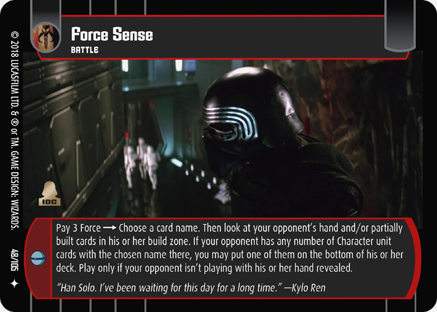 Force Sense
BATTLE
© 2018 LUCASFILM LTD. & ® or TM. GAME DESIGN: WIZARDS.
48/105
IDC
Pay 3 Force → Choose a card name. Then look at your opponent's hand and/or partially
built cards in his or her build zone. If your opponent has any number of Character unit
cards with the chosen name there, you may put one of them on the bottom of his or her
deck. Play only if your opponent isn't playing with his or her hand revealed.
"Han Solo. I've been waiting for this day for a long time." —Kylo Ren